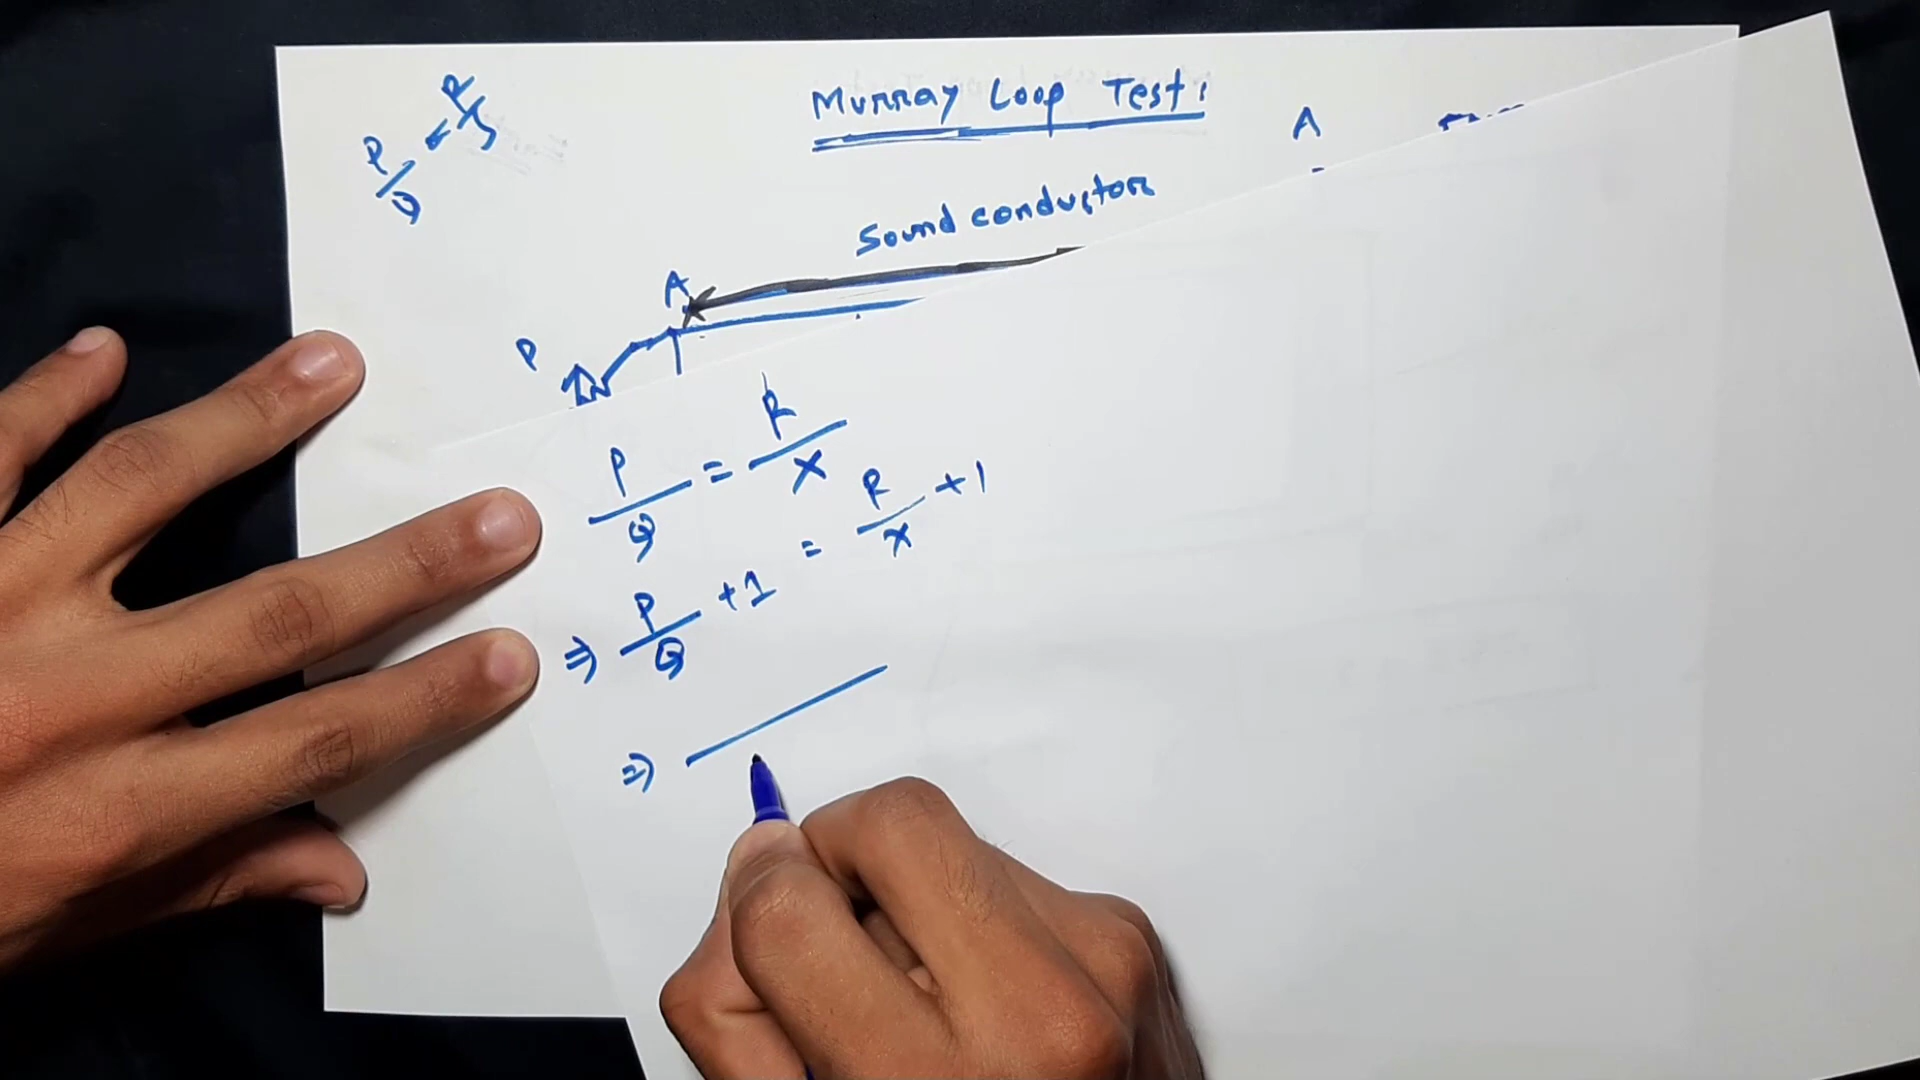 Murray Loop Test:
P/Q = R/S
A
Sound conductor
A
P
P/Q = R/X
⇒ P/Q +1 = R/X +1
⇒